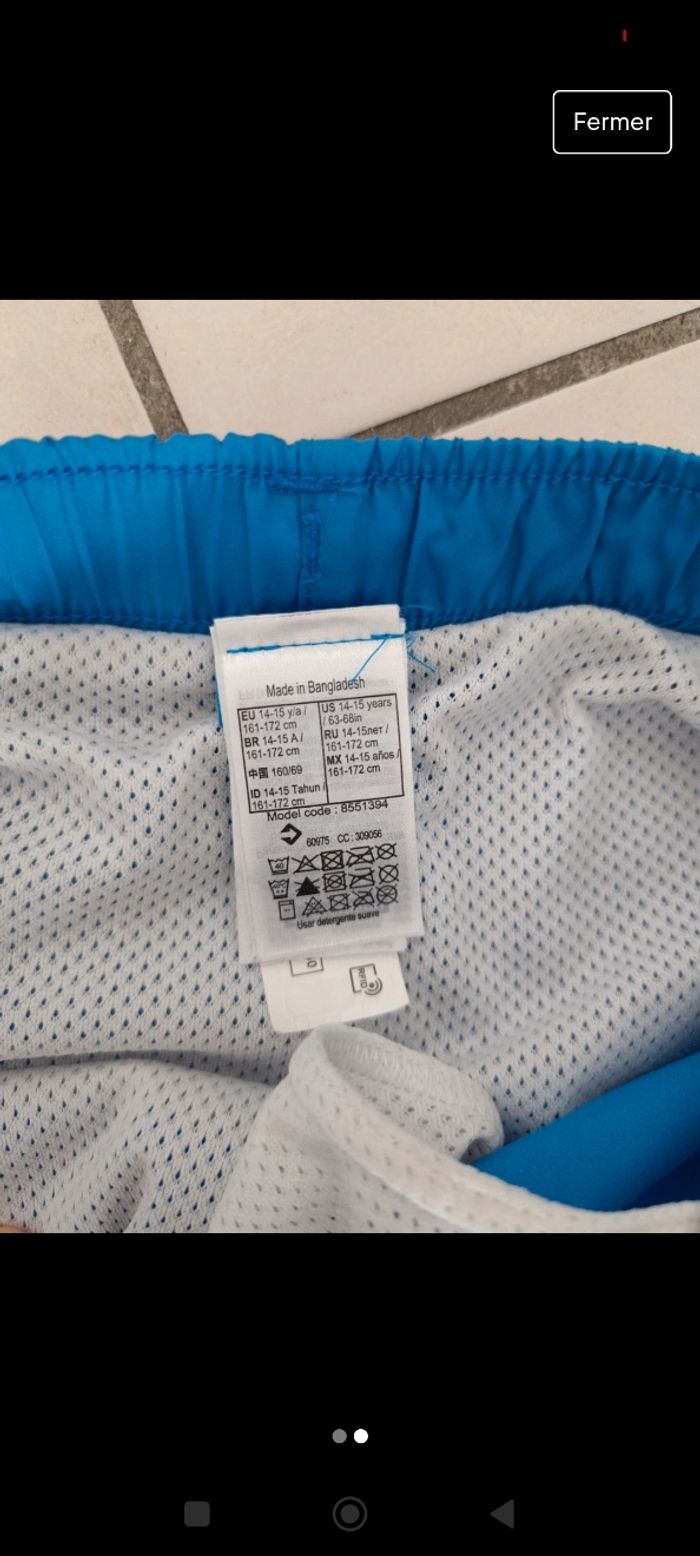 Fermer
Made in Bangladesh
EU 14-15 y/a /
161-172 cm
BR 14-15 A /
161-172 cm
中国 160/69
ID 14-15 Tahun /
161-172 cm
US 14-15 years
/ 63-68in
RU 14-15лет /
161-172 cm
MX 14-15 años /
161-172 cm
Model code : 8551394
60975 CC : 309056
40
Usar detergente suave
RFID